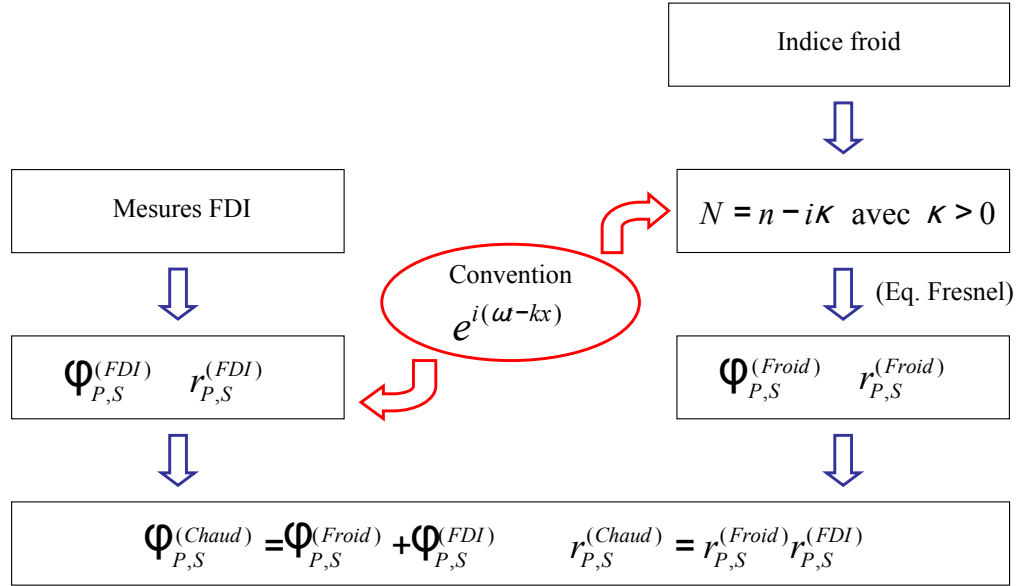 Indice froid
Mesures FDI
N = n − iκ avec κ > 0
Convention
e^{i(ωt−kx)}
(Eq. Fresnel)
φ_{P,S}^{(FDI)} r_{P,S}^{(FDI)}
φ_{P,S}^{(Froid)} r_{P,S}^{(Froid)}
φ_{P,S}^{(Chaud)} = φ_{P,S}^{(Froid)} + φ_{P,S}^{(FDI)} r_{P,S}^{(Chaud)} = r_{P,S}^{(Froid)} r_{P,S}^{(FDI)}